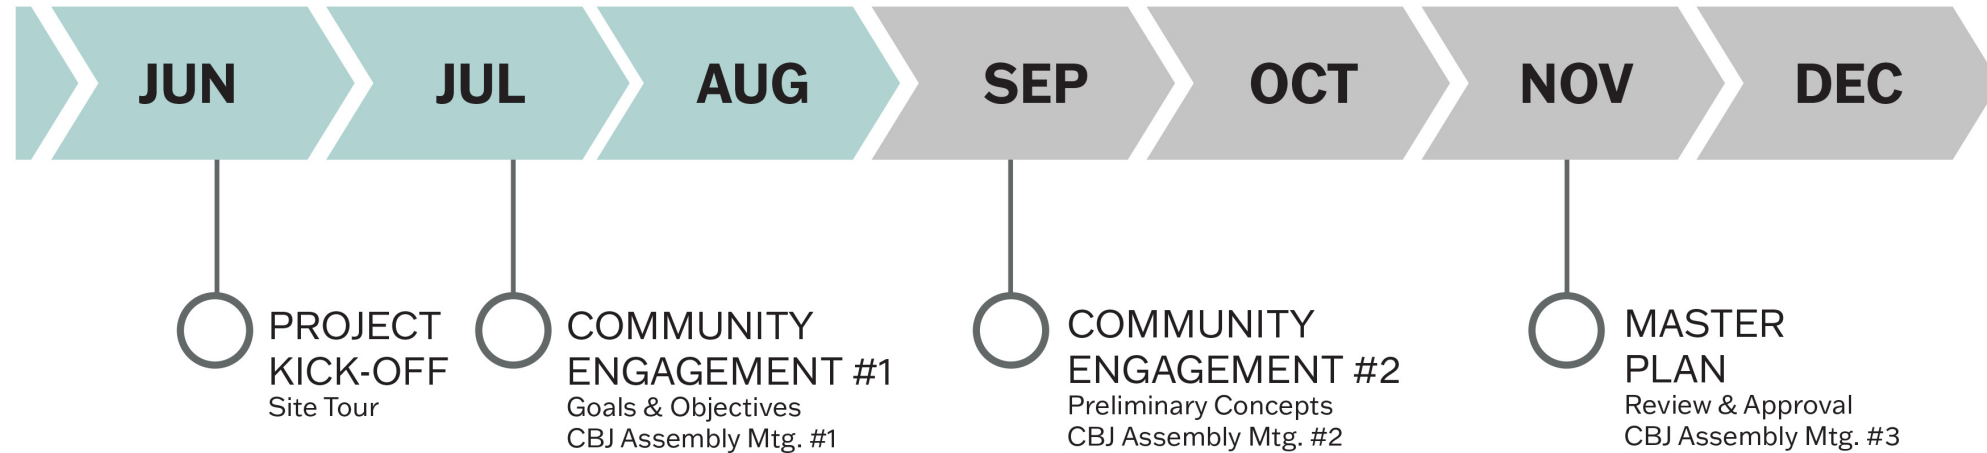 JUN JUL AUG SEP OCT NOV DEC
PROJECT
KICK-OFF
Site Tour
COMMUNITY
ENGAGEMENT #1
Goals & Objectives
CBJ Assembly Mtg. #1
COMMUNITY
ENGAGEMENT #2
Preliminary Concepts
CBJ Assembly Mtg. #2
MASTER
PLAN
Review & Approval
CBJ Assembly Mtg. #3